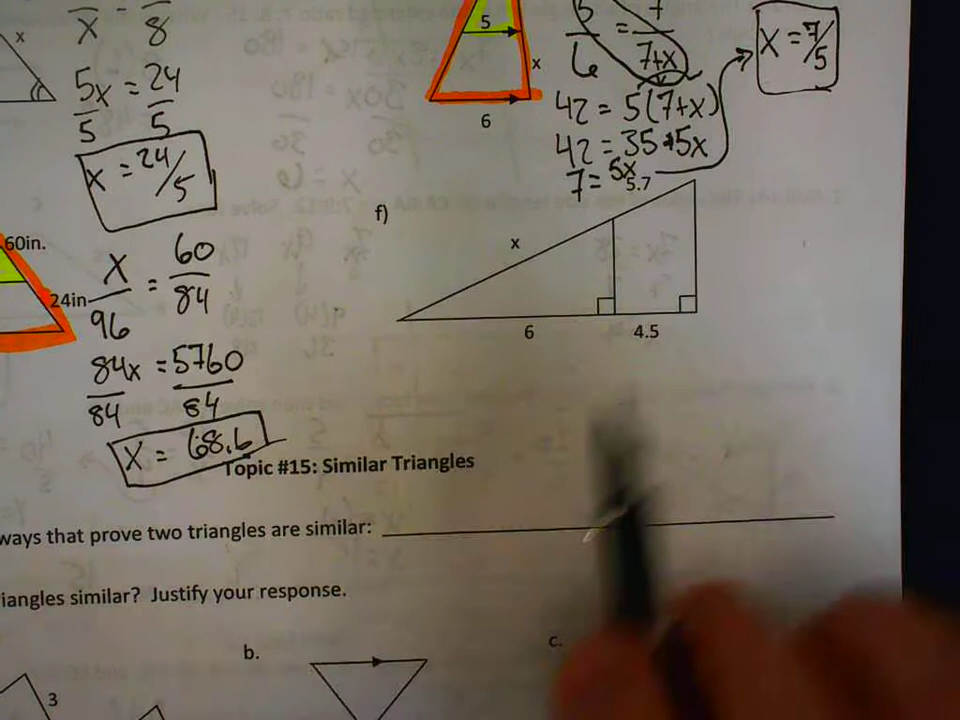 x
x 8
5x = 24
5 5
x = 24/5
60in.
24in
x/96 = 60/84
84x = 5760
84 84
x = 68.6
5
x
6
5/6 = 7/7+x
42 = 5(7+x)
42 = 35+5x
7 = 5x
x = 7/5
f)
5.7
x
6
4.5
Topic #15: Similar Triangles
ways that prove two triangles are similar:
iangles similar? Justify your response.
3
b.
c.